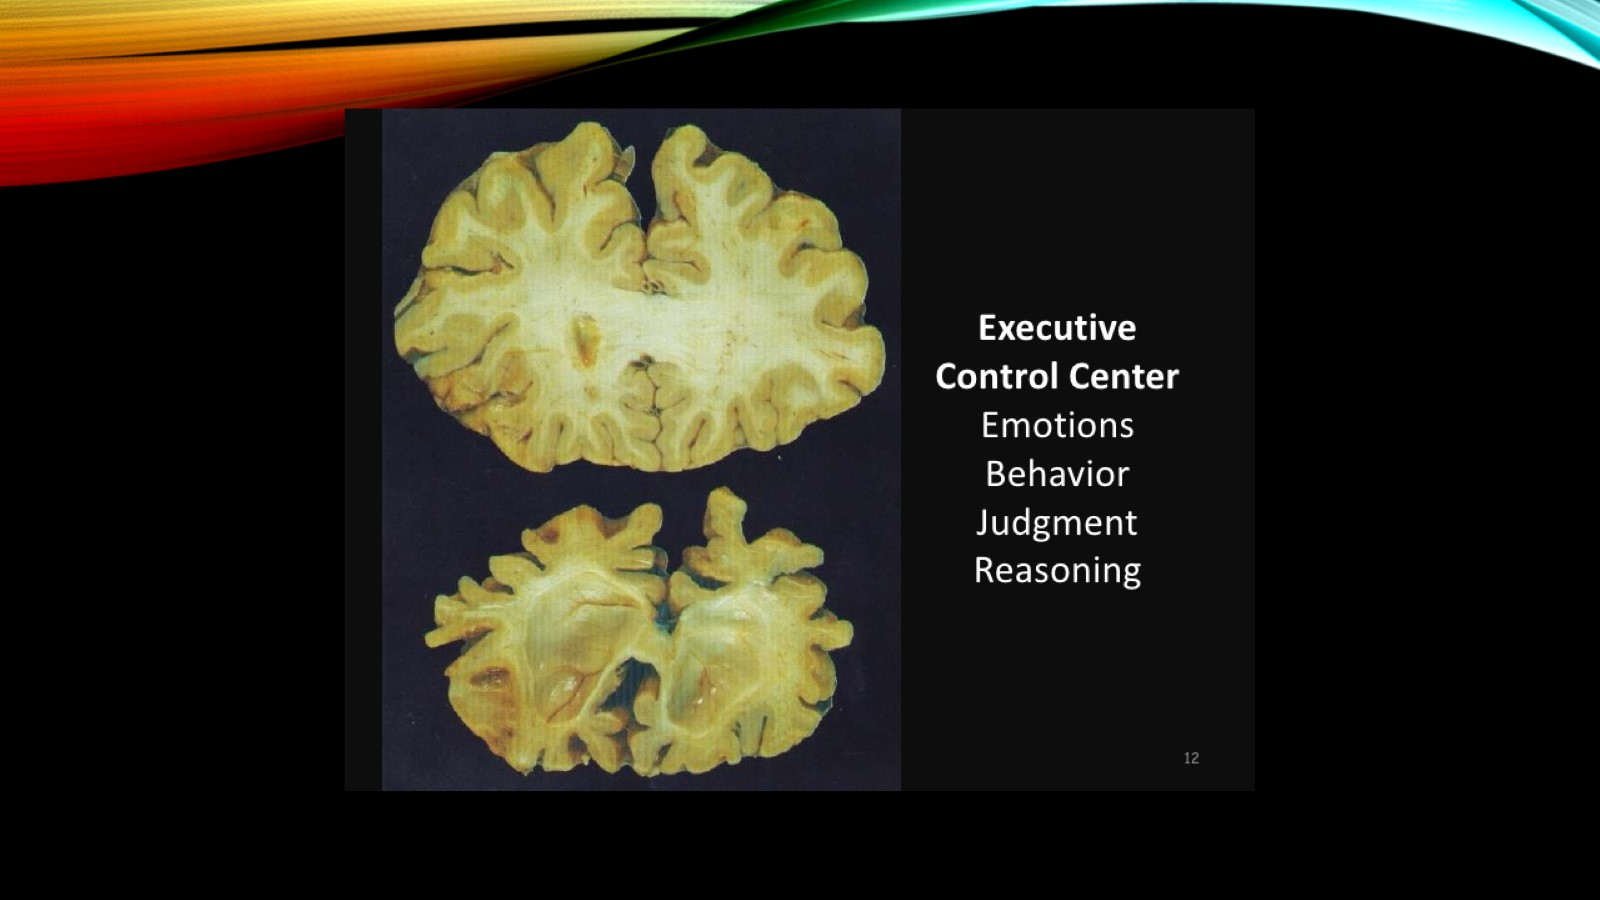 Executive
Control Center
Emotions
Behavior
Judgment
Reasoning
12